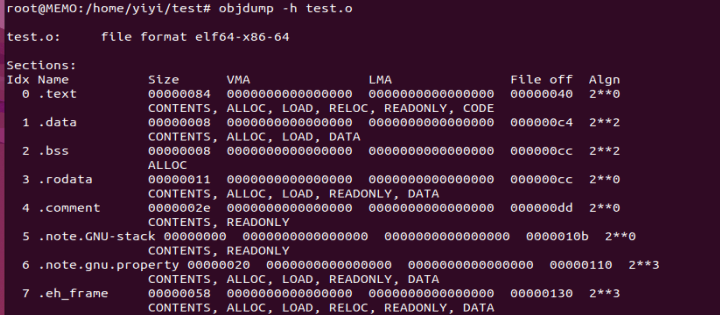 root@MEMO:/home/yiyi/test# objdump -h test.o
test.o:     file format elf64-x86-64
Sections:
Idx Name          Size      VMA               LMA               File off  Algn
  0 .text         00000084  0000000000000000  0000000000000000  00000040  2**0
                  CONTENTS, ALLOC, LOAD, RELOC, READONLY, CODE
  1 .data         00000008  0000000000000000  0000000000000000  000000c4  2**2
                  CONTENTS, ALLOC, LOAD, DATA
  2 .bss          00000008  0000000000000000  0000000000000000  000000cc  2**2
                  ALLOC
  3 .rodata       00000011  0000000000000000  0000000000000000  000000cc  2**0
                  CONTENTS, ALLOC, LOAD, READONLY, DATA
  4 .comment      0000002e  0000000000000000  0000000000000000  000000dd  2**0
                  CONTENTS, READONLY
  5 .note.GNU-stack 00000000  0000000000000000  0000000000000000  0000010b  2**0
                  CONTENTS, READONLY
  6 .note.gnu.property 00000020  0000000000000000  0000000000000000  00000110  2**3
                  CONTENTS, ALLOC, LOAD, READONLY, DATA
  7 .eh_frame     00000058  0000000000000000  0000000000000000  00000130  2**3
                  CONTENTS, ALLOC, LOAD, RELOC, READONLY, DATA